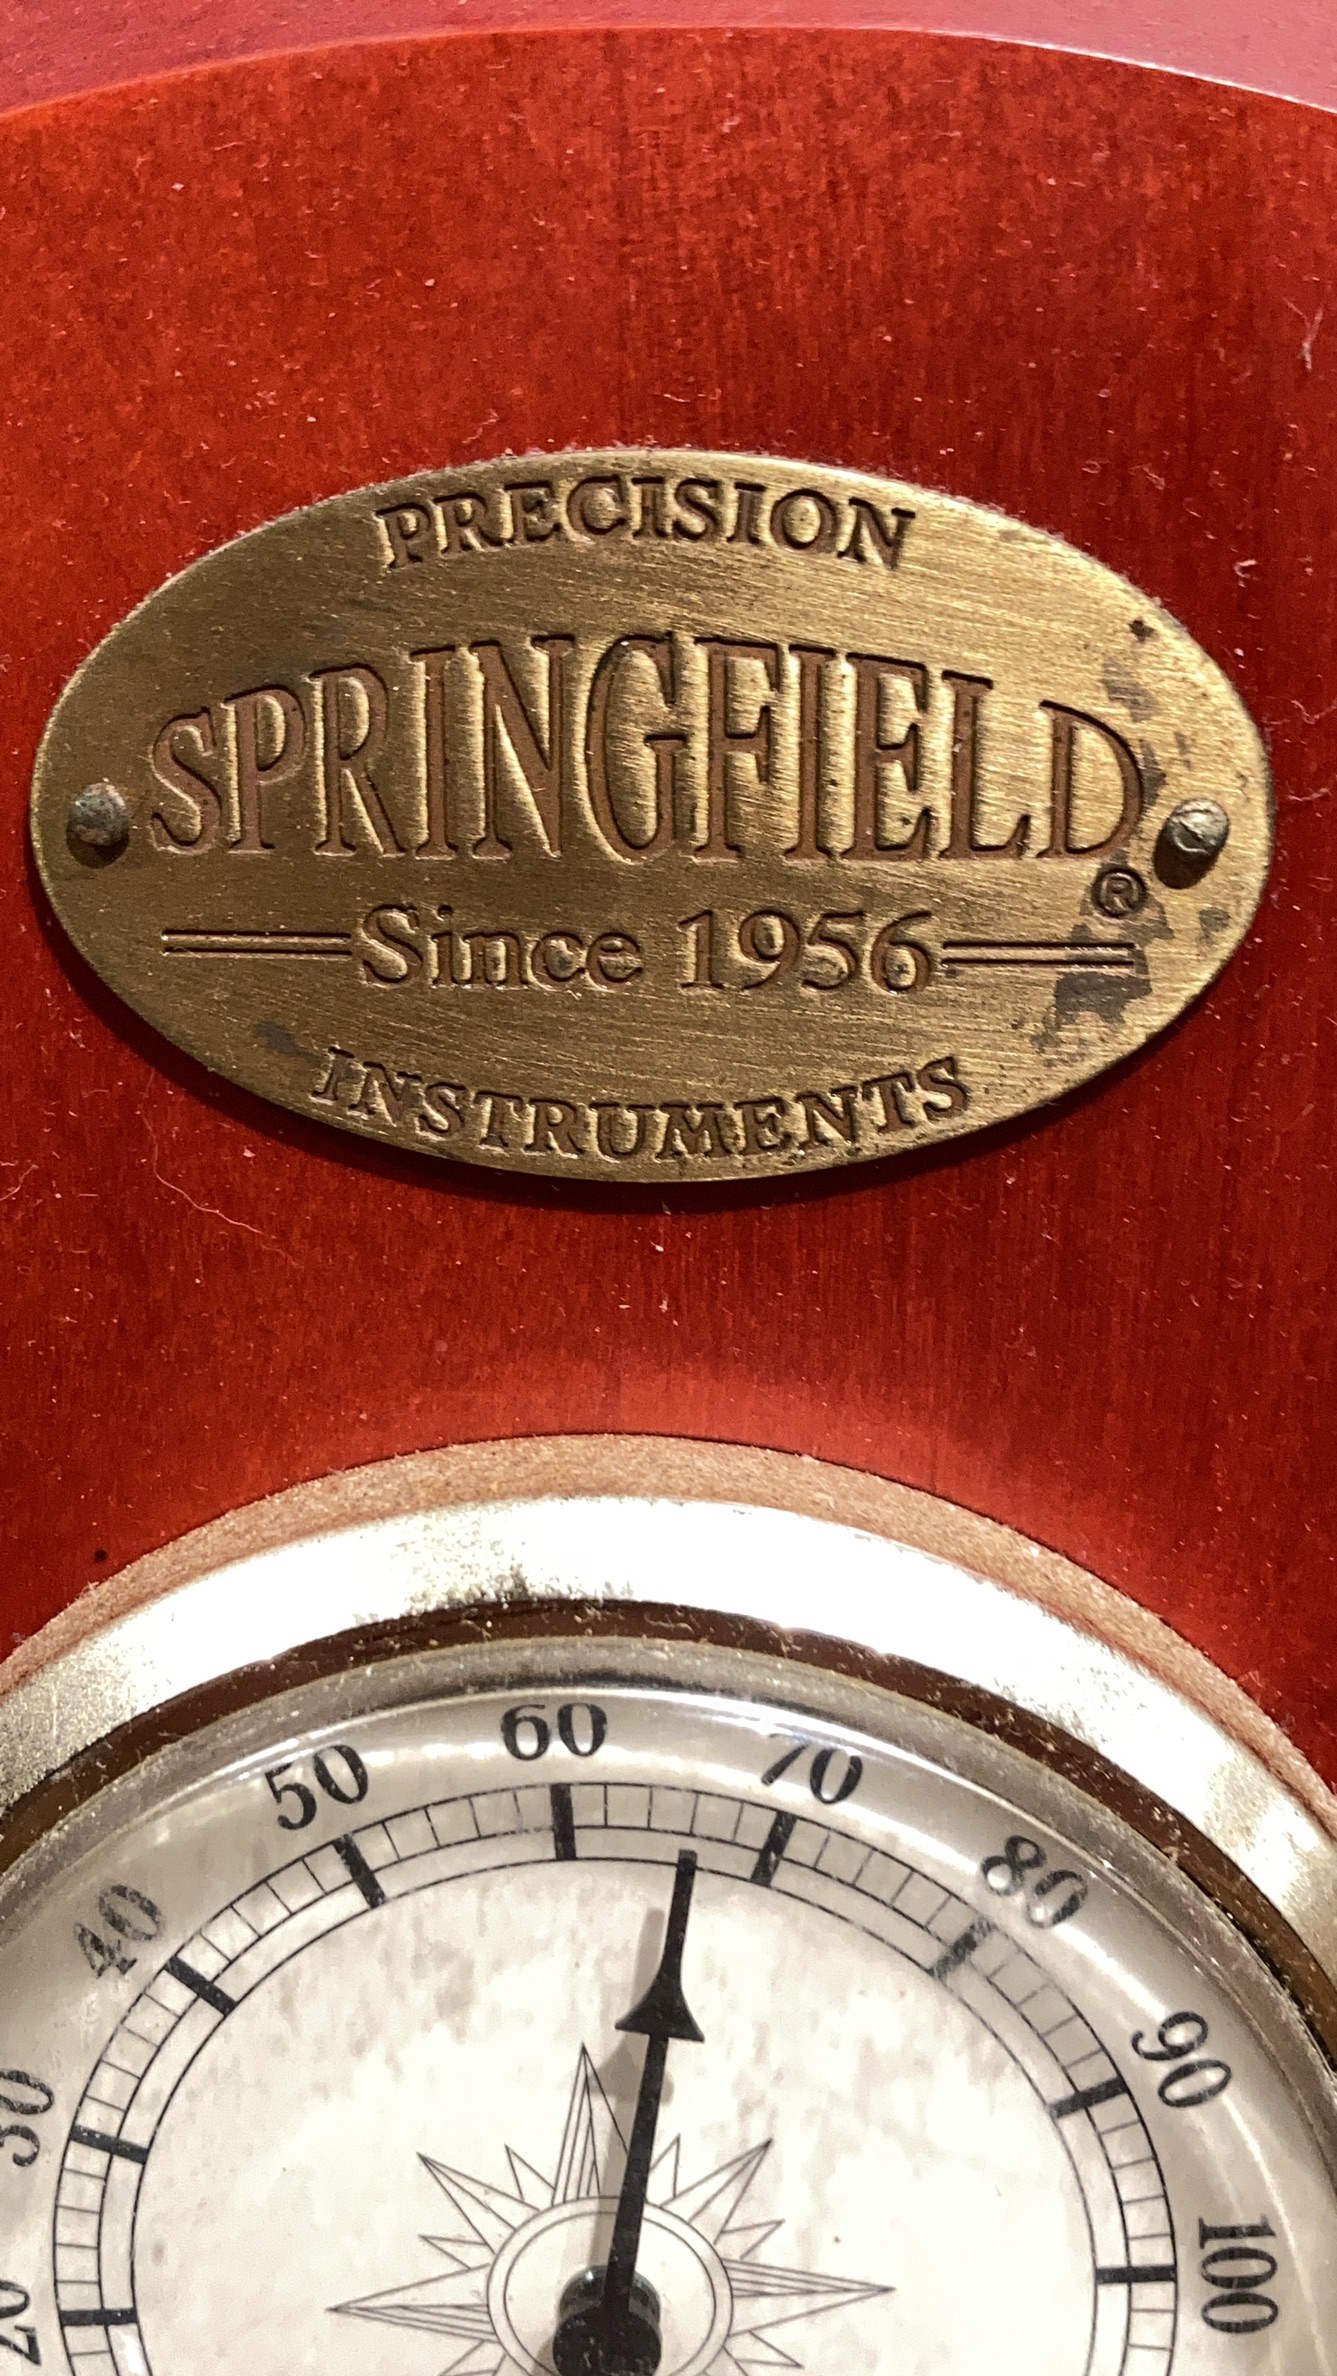 PRECISION
SPRINGFIELD®
Since 1956
INSTRUMENTS
60
50 70
40 80
30 90
20 100